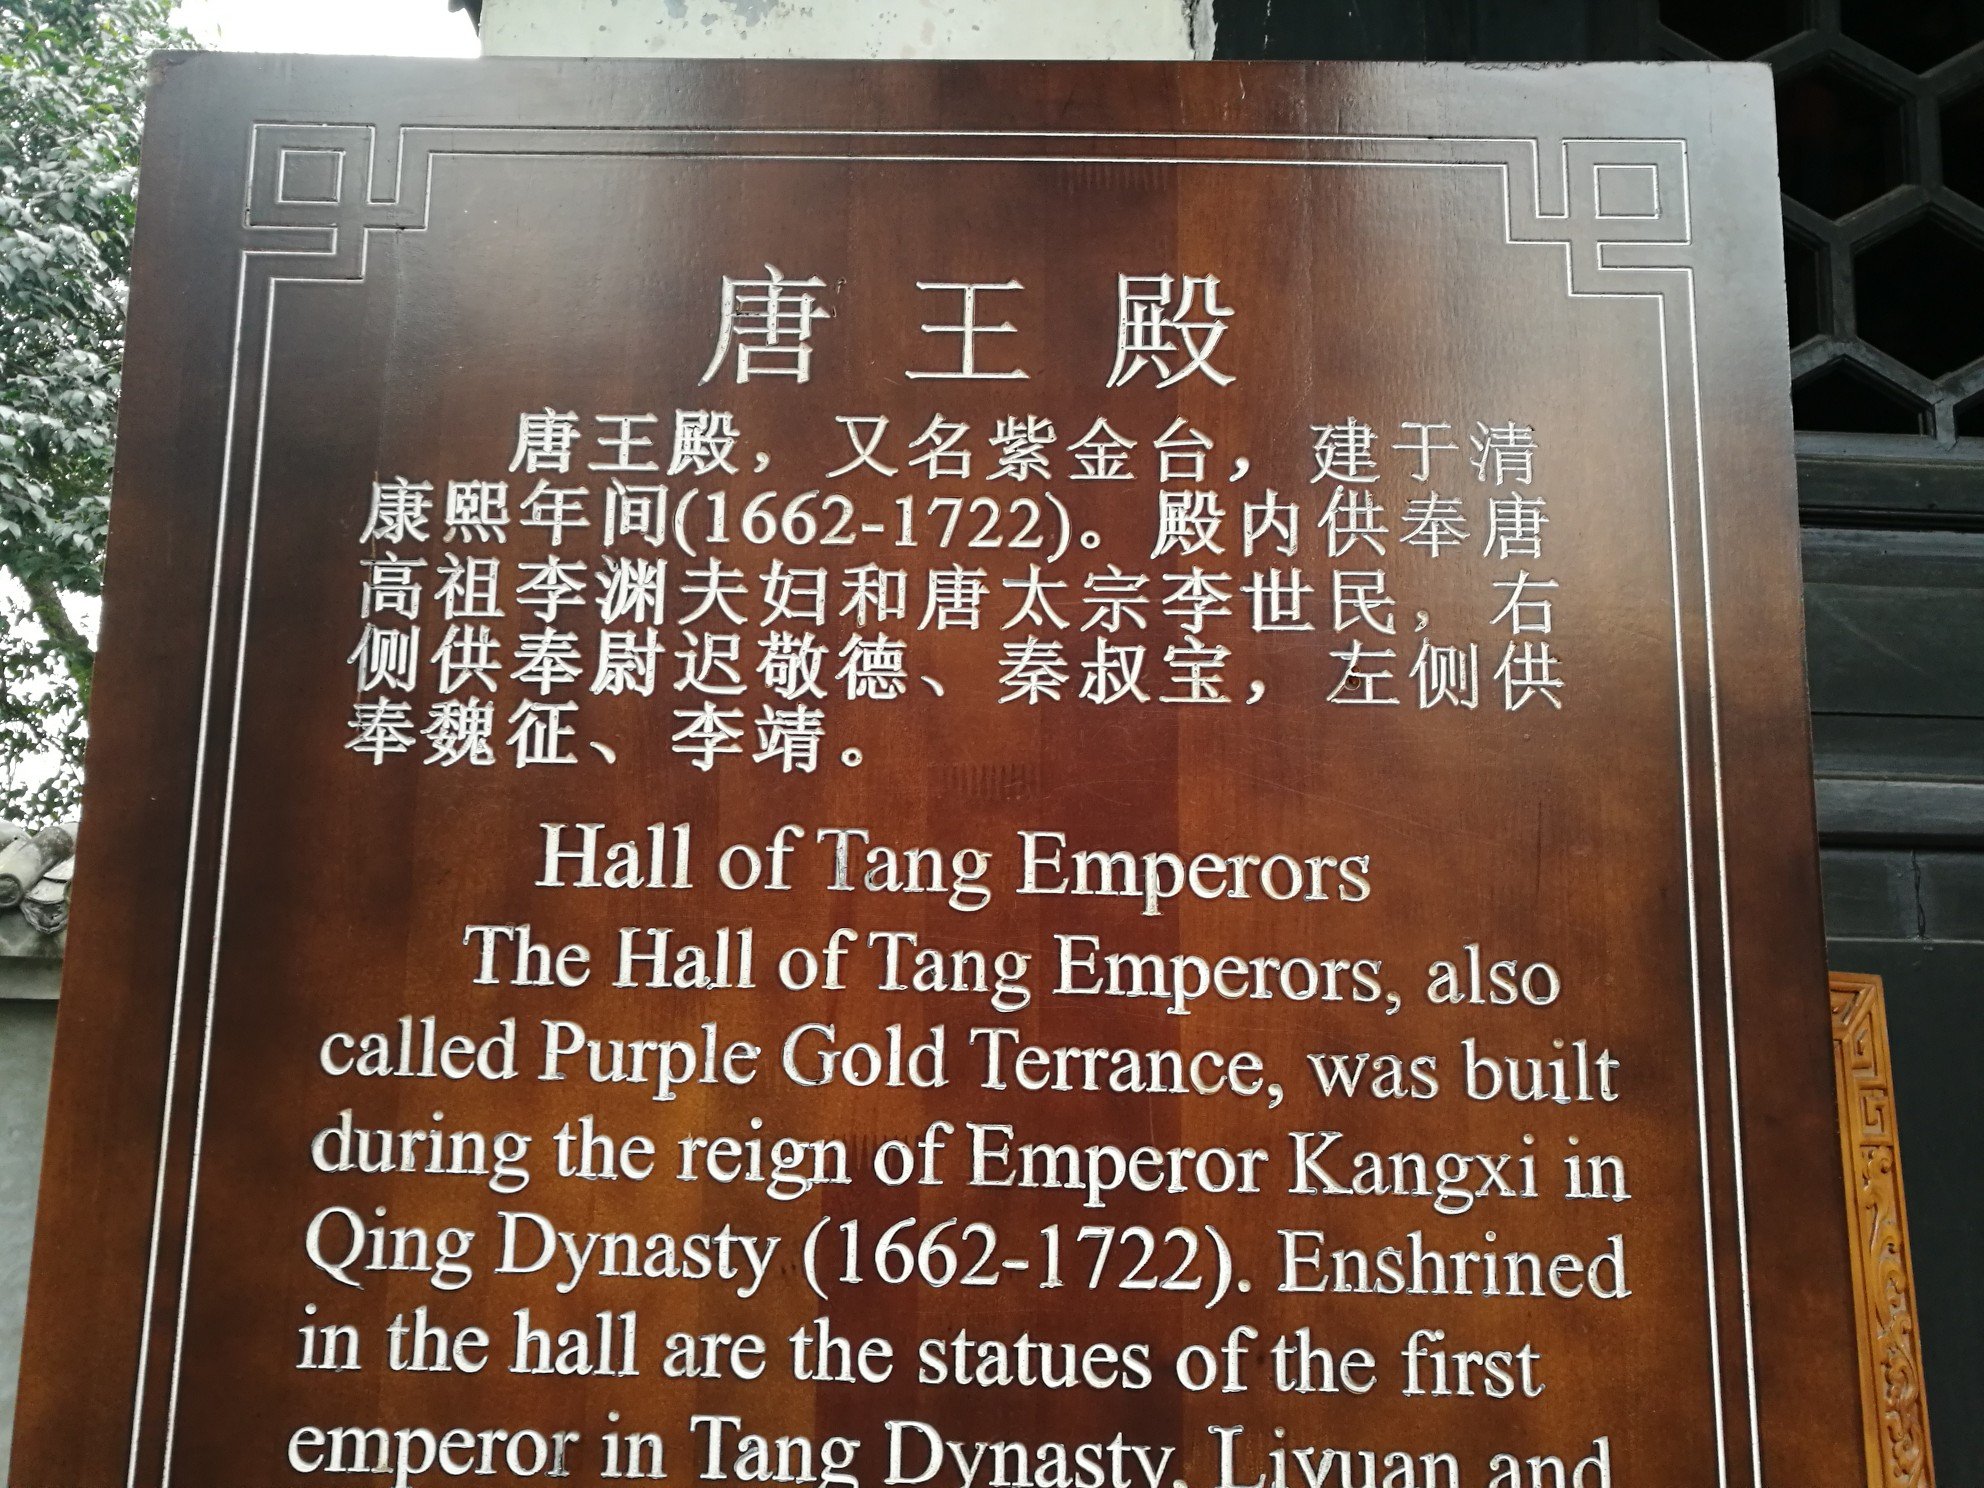 唐王殿
唐王殿，又名紫金台，建于清
康熙年间(1662-1722)。殿内供奉唐
高祖李渊夫妇和唐太宗李世民，右
侧供奉尉迟敬德、秦叔宝，左侧供
奉魏征、李靖。
Hall of Tang Emperors
The Hall of Tang Emperors, also
called Purple Gold Terrance, was built
during the reign of Emperor Kangxi in
Qing Dynasty (1662-1722). Enshrined
in the hall are the statues of the first
emperor in Tang Dynasty, Liyuan and